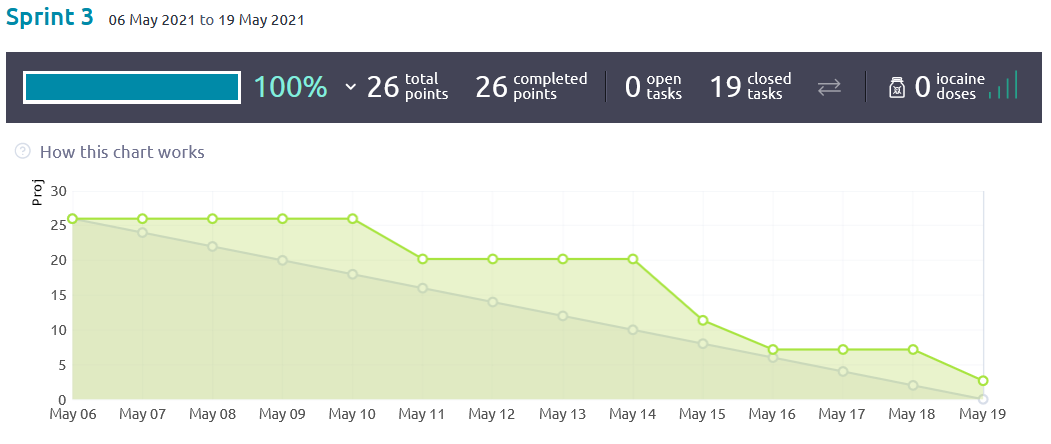 Sprint 3 06 May 2021 to 19 May 2021
100% 26 total points 26 completed points 0 open tasks 19 closed tasks 0 iocaine doses
How this chart works
Proj
30
25
20
15
10
5
0
May 06 May 07 May 08 May 09 May 10 May 11 May 12 May 13 May 14 May 15 May 16 May 17 May 18 May 19